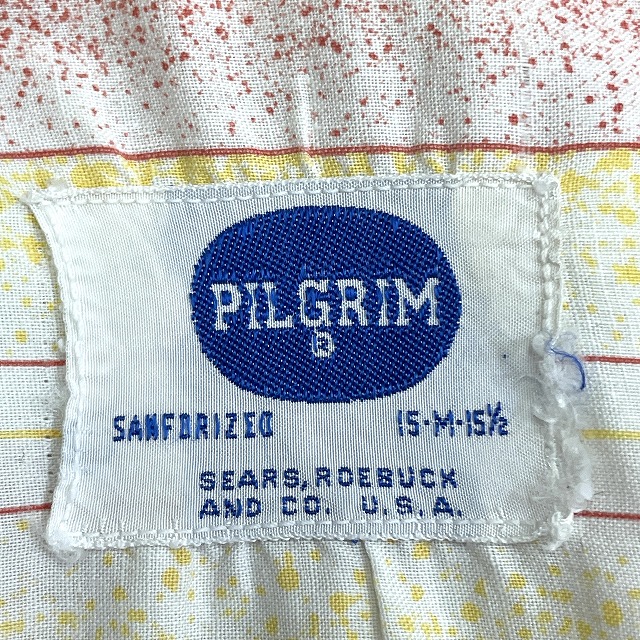 PILGRIM
®
SANFORIZED 15-M-15½
SEARS, ROEBUCK
AND CO. U.S.A.